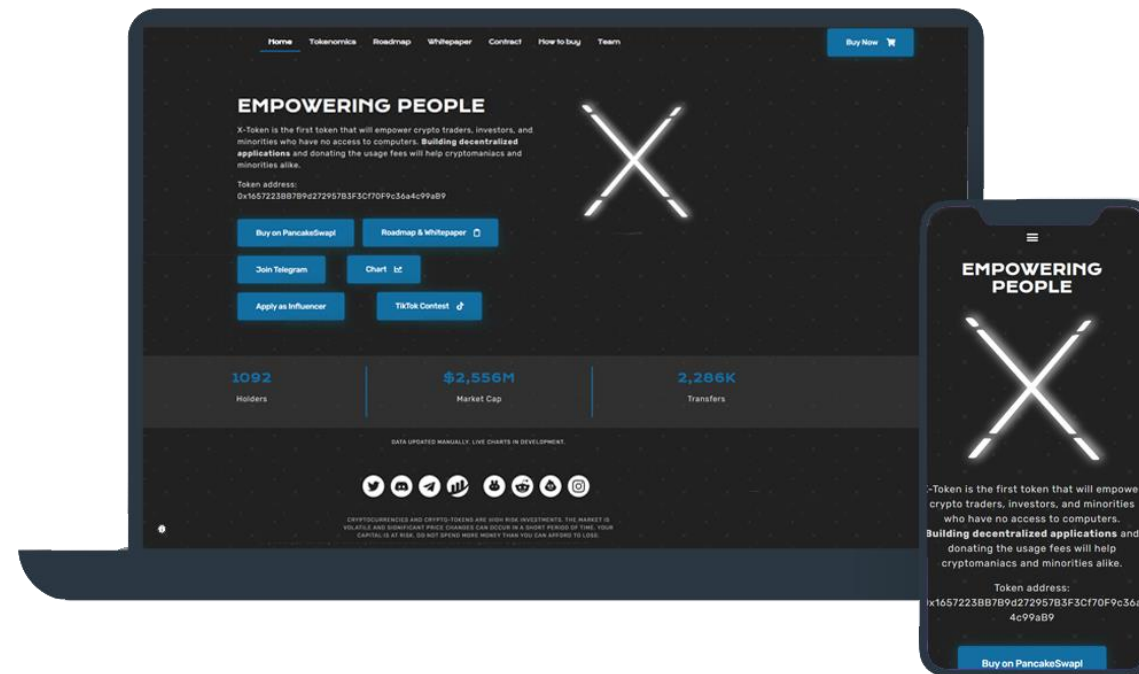 Home Tokenomics Roadmap Whitepaper Contract How to buy Team Buy Now
EMPOWERING PEOPLE
X-Token is the first token that will empower crypto traders, investors, and
minorities who have no access to computers. Building decentralized
applications and donating the usage fees will help cryptomaniacs and
minorities alike.
Token address:
0x1657223BB7B9d272957B3F3Cf70F9c36a4c99aB9
Buy on PancakeSwapl Roadmap & Whitepaper
Join Telegram Chart
Apply as Influencer TikTok Contest
1092 $2,556M 2,286K
Holders Market Cap Transfers
DATA UPDATED MANUALLY. LIVE CHARTS IN DEVELOPMENT.
CRYPTOCURRENCIES AND CRYPTO-TOKENS ARE HIGH RISK INVESTMENTS. THE MARKET IS
VOLATILE AND SIGNIFICANT PRICE CHANGES CAN OCCUR IN A SHORT PERIOD OF TIME. YOUR
CAPITAL IS AT RISK. DO NOT SPEND MORE MONEY THAN YOU CAN AFFORD TO LOSE.
EMPOWERING
PEOPLE
-Token is the first token that will empowe
crypto traders, investors, and minorities
who have no access to computers.
Building decentralized applications and
donating the usage fees will help
cryptomaniacs and minorities alike.
Token address:
0x1657223BB7B9d272957B3F3Cf70F9c36a
4c99aB9
Buy on PancakeSwapl